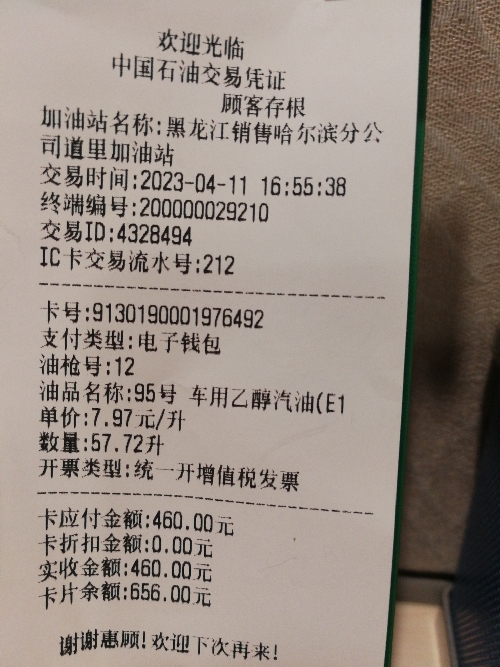 欢迎光临
中国石油交易凭证
顾客存根
加油站名称:黑龙江销售哈尔滨分公
司道里加油站
交易时间:2023-04-11 16:55:38
终端编号:200000029210
交易ID:4328494
IC卡交易流水号:212
卡号:9130190001976492
支付类型:电子钱包
油枪号:12
油品名称:95号 车用乙醇汽油(E1
单价:7.97元/升
数量:57.72升
开票类型:统一开增值税发票
卡应付金额:460.00元
卡折扣金额:0.00元
实收金额:460.00元
卡片余额:656.00元
谢谢惠顾!欢迎下次再来!